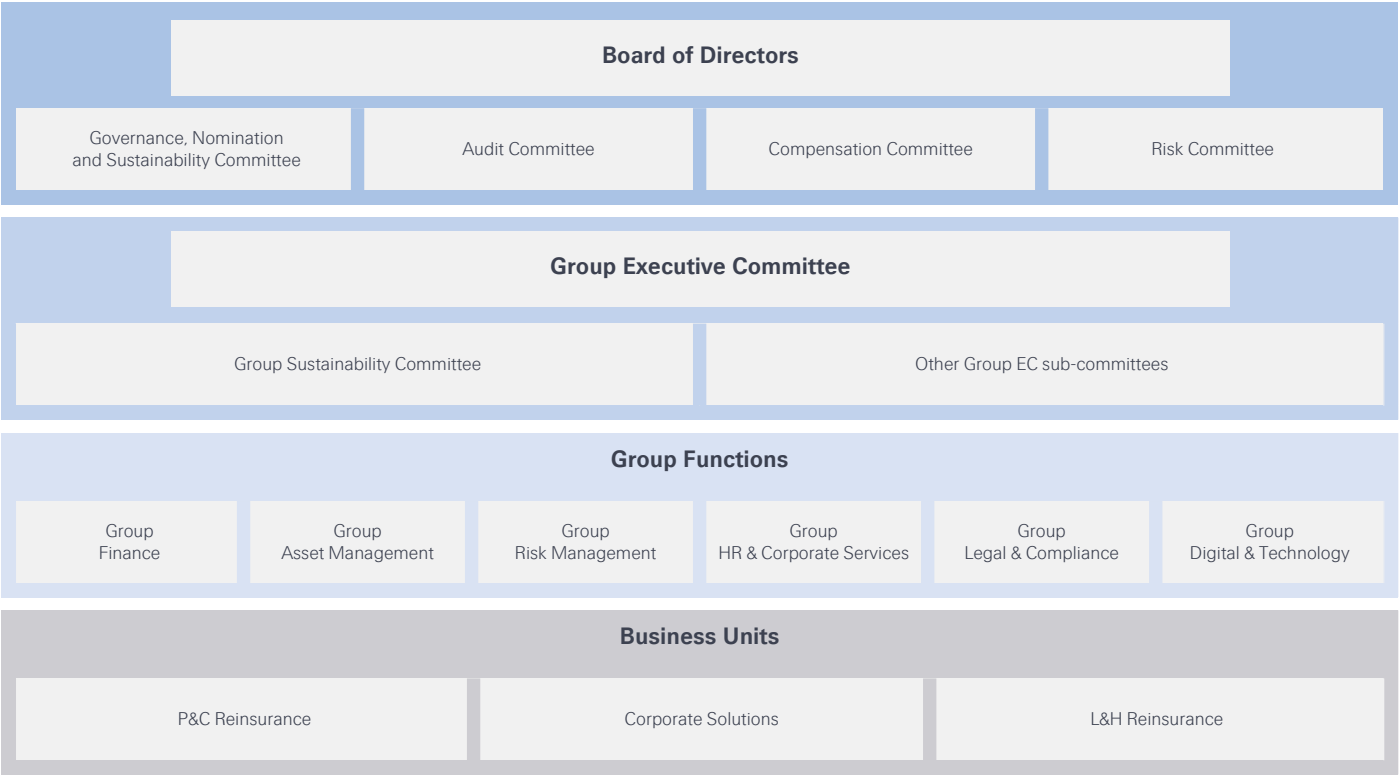 Board of Directors
Governance, Nomination
and Sustainability Committee
Audit Committee
Compensation Committee
Risk Committee
Group Executive Committee
Group Sustainability Committee
Other Group EC sub-committees
Group Functions
Group
Finance
Group
Asset Management
Group
Risk Management
Group
HR & Corporate Services
Group
Legal & Compliance
Group
Digital & Technology
Business Units
P&C Reinsurance
Corporate Solutions
L&H Reinsurance